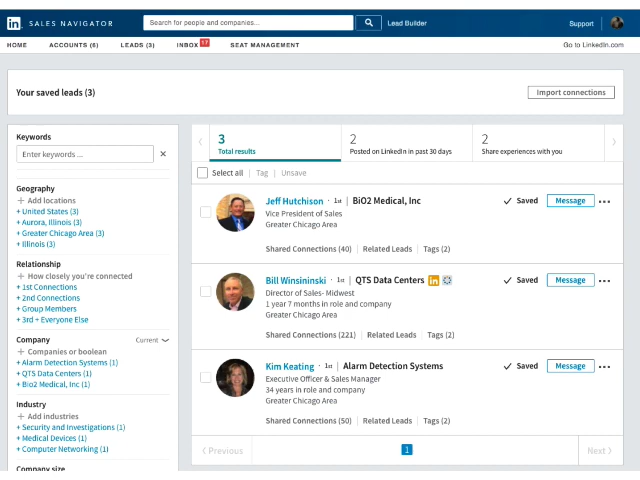 in SALES NAVIGATOR
Search for people and companies...
Lead Builder
Support
HOME
ACCOUNTS (6)
LEADS (3)
INBOX 17
SEAT MANAGEMENT
Go to LinkedIn.com
Your saved leads (3)
Import connections
Keywords
Enter keywords ...
Geography
+ Add locations
+ United States (3)
+ Aurora, Illinois (3)
+ Greater Chicago Area (3)
+ Illinois (3)
Relationship
+ How closely you're connected
+ 1st Connections
+ 2nd Connections
+ Group Members
+ 3rd + Everyone Else
Company Current
+ Companies or boolean
+ Alarm Detection Systems (1)
+ QTS Data Centers (1)
+ Bio2 Medical, Inc (1)
Industry
+ Add industries
+ Security and Investigations (1)
+ Medical Devices (1)
+ Computer Networking (1)
Company size
3
Total results
2
Posted on LinkedIn in past 30 days
2
Share experiences with you
Select all | Tag | Unsave
Jeff Hutchison · 1st | BiO2 Medical, Inc
Vice President of Sales
Greater Chicago Area
Shared Connections (40) | Related Leads | Tags (2)
Saved
Message
Bill Winsininski · 1st | QTS Data Centers in
Director of Sales- Midwest
1 year 7 months in role and company
Greater Chicago Area
Shared Connections (221) | Related Leads | Tags (2)
Saved
Message
Kim Keating · 1st | Alarm Detection Systems
Executive Officer & Sales Manager
34 years in role and company
Greater Chicago Area
Shared Connections (50) | Related Leads | Tags (2)
Saved
Message
Previous
1
Next